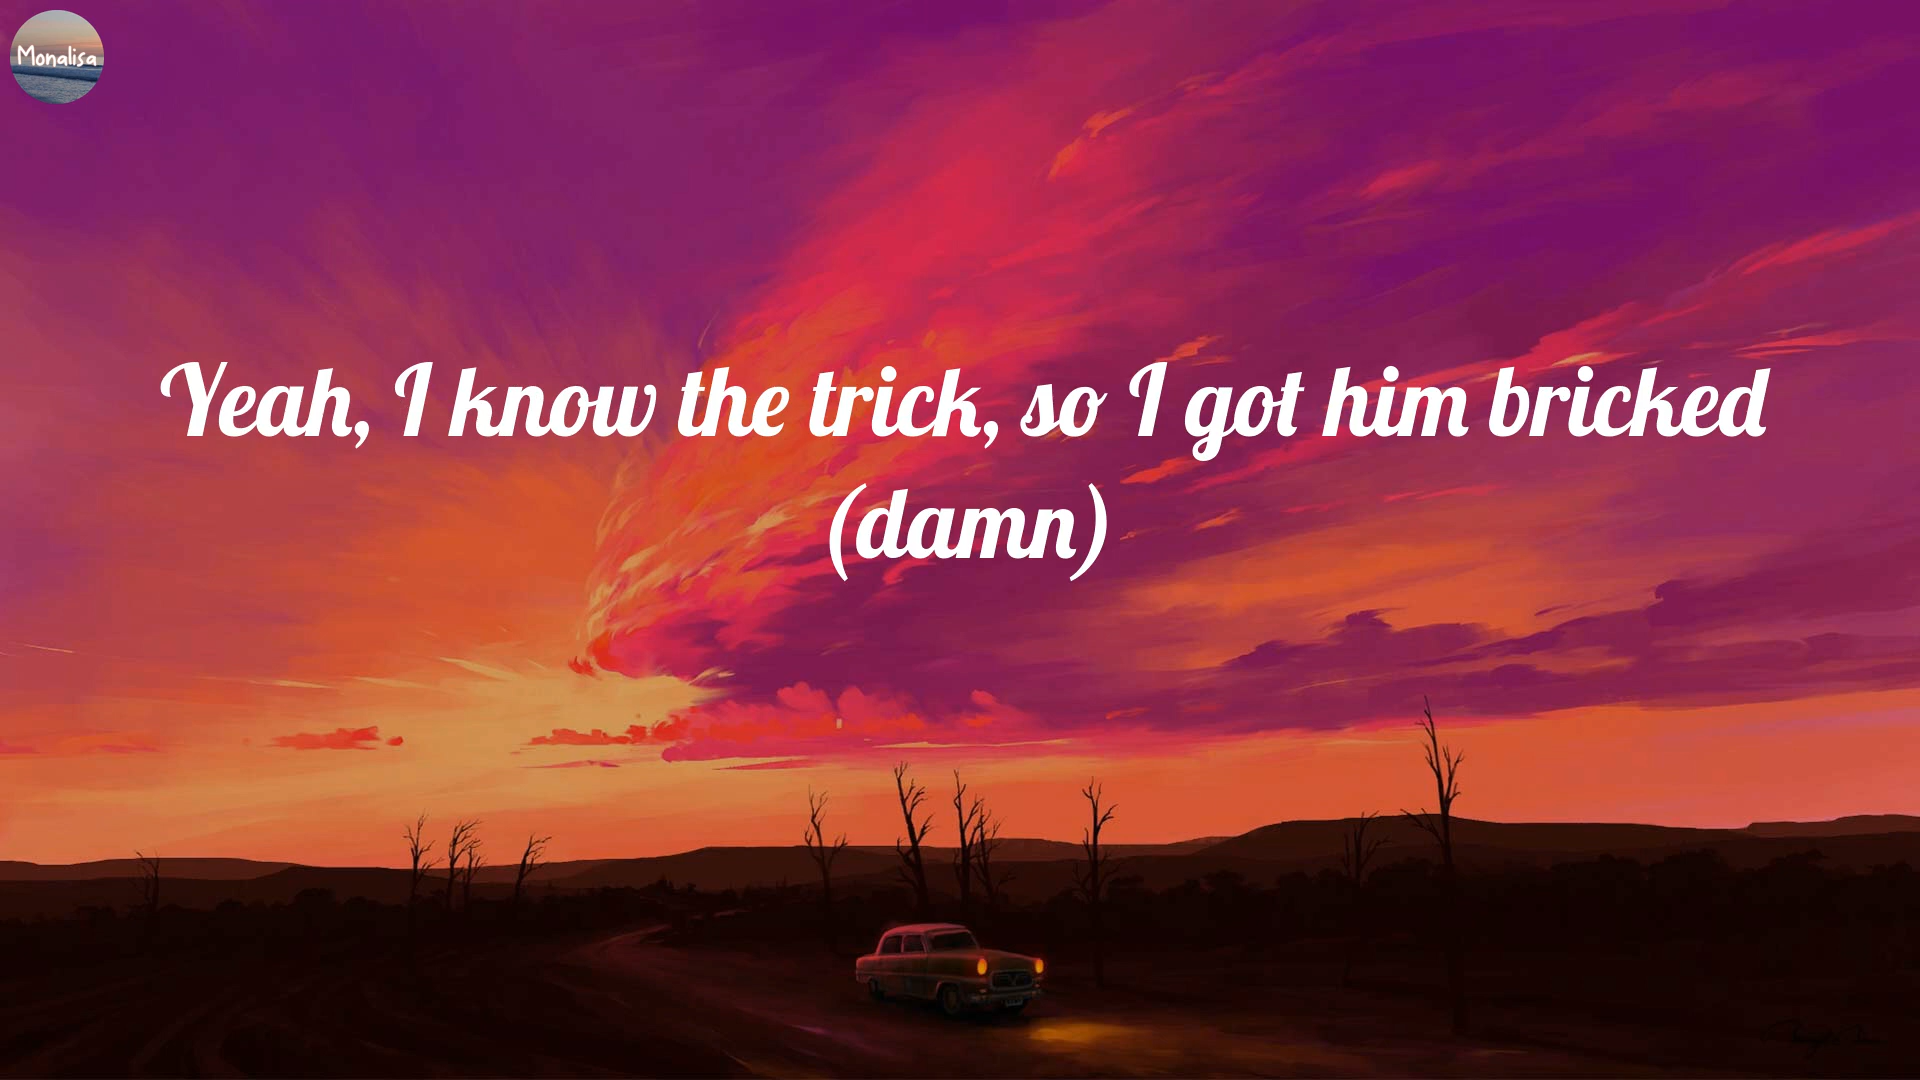 Monalisa
Yeah, I know the trick, so I got him bricked
(damn)